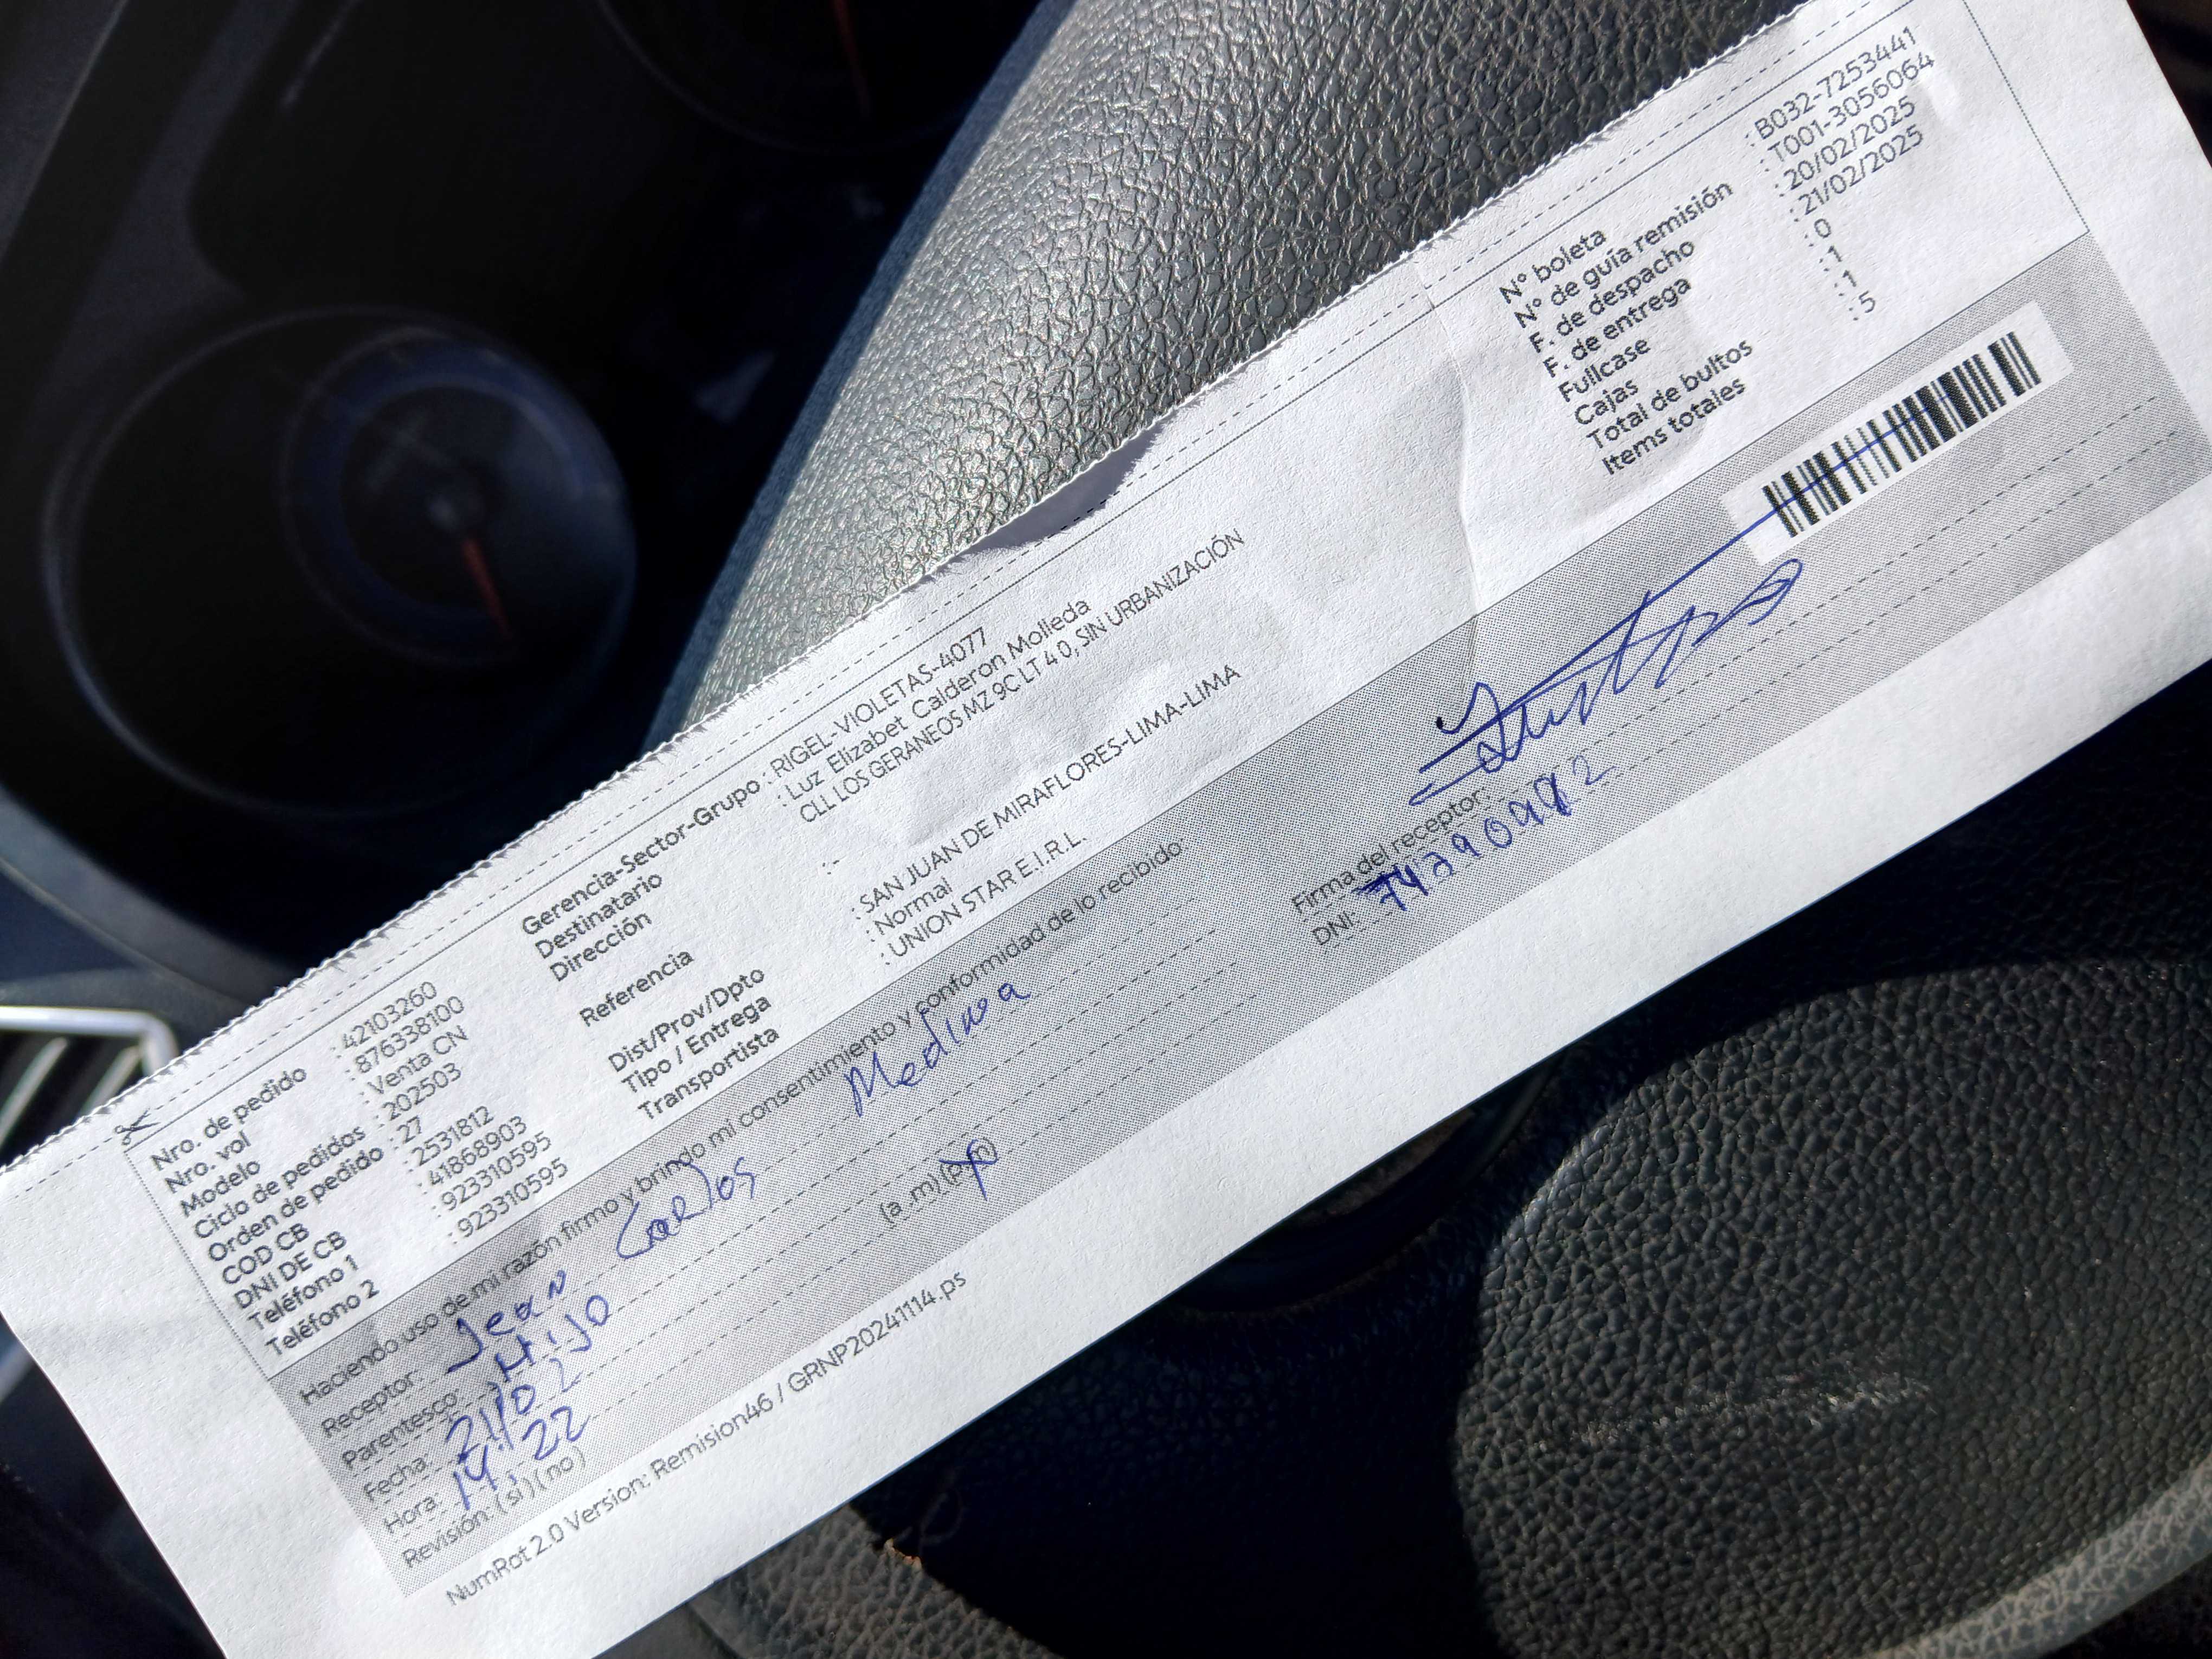 Nro. de pedido : 42103260
Nro. vol : 876338100
Modelo : Venta CN
Ciclo de pedidos : 202503
Orden de pedido : 27
COD CB : 2531812
DNI DE CB : 41868903
Teléfono 1 : 923310595
Teléfono 2 : 923310595
Gerencia-Sector-Grupo : RIGEL-VIOLETAS-4077
Destinatario : Luz Elizabet Calderon Molleda
Dirección CLL LOS GERANEOS MZ 9C LT 4 0, SIN URBANIZACIÓN
Referencia : -
Dist/Prov/Dpto : SAN JUAN DE MIRAFLORES-LIMA-LIMA
Tipo / Entrega : Normal
Transportista : UNION STAR E.I.R.L.
N° boleta : B032-7253441
N° de guía remisión : T001-3056064
F. de despacho : 20/02/2025
F. de entrega : 21/02/2025
Fullcase : 0
Cajas : 1
Total de bultos : 1
Items totales : 5
Haciendo uso de mi razón firmo y brindo mi consentimiento y conformidad de lo recibido:
Receptor: Jean Carlos Medina
Parentesco: Hijo
Fecha: 21/02
Hora: 14:22 (a .m) (p.m)
Revisión: (si) (no)
Firma del receptor:
DNI:
NumRot 2.0 Version: Remision46 / GRNP20241114.ps